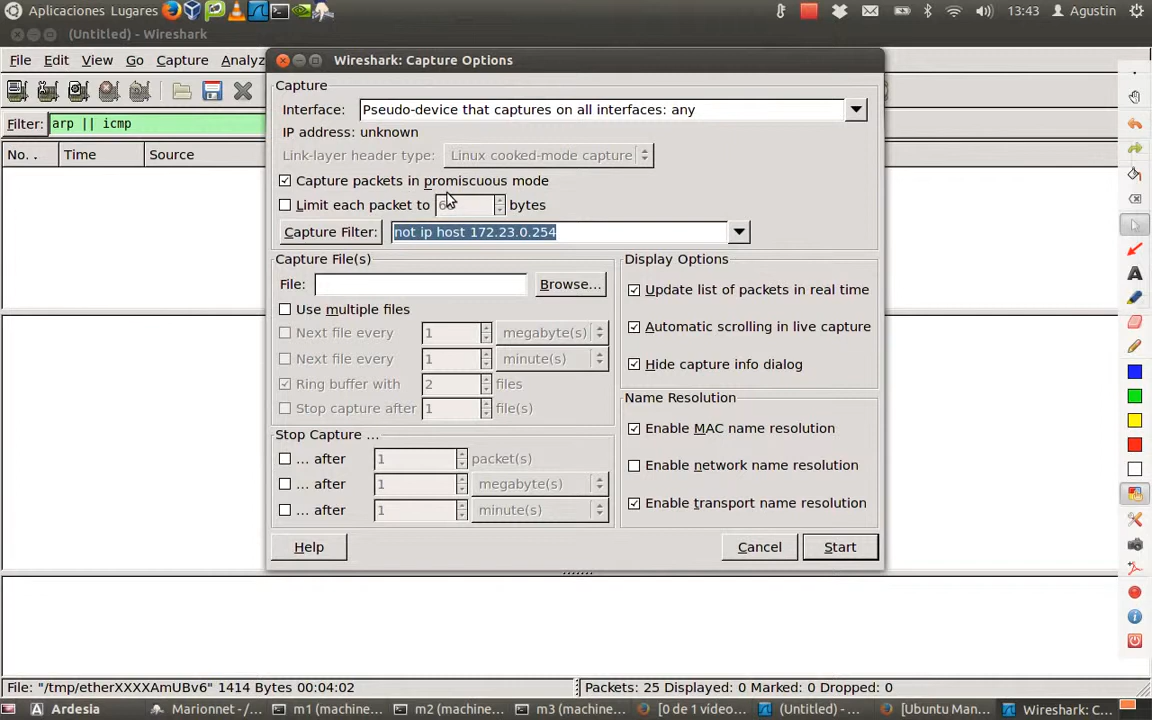 Aplicaciones Lugares 13:43 Agustin
(Untitled) - Wireshark
File Edit View Go Capture Analyz
Wireshark: Capture Options
Capture
Interface: Pseudo-device that captures on all interfaces: any
IP address: unknown
Link-layer header type: Linux cooked-mode capture
Capture packets in promiscuous mode
Limit each packet to bytes
Capture Filter: not ip host 172.23.0.254
Filter: arp || icmp
No. . Time Source
Capture File(s)
File: Browse...
Use multiple files
Next file every 1 megabyte(s)
Next file every 1 minute(s)
Ring buffer with 2 files
Stop capture after 1 file(s)
Stop Capture ...
... after 1 packet(s)
... after 1 megabyte(s)
... after 1 minute(s)
Display Options
Update list of packets in real time
Automatic scrolling in live capture
Hide capture info dialog
Name Resolution
Enable MAC name resolution
Enable network name resolution
Enable transport name resolution
Help Cancel Start
File: "/tmp/etherXXXXAmUBv6" 1414 Bytes 00:04:02 Packets: 25 Displayed: 0 Marked: 0 Dropped: 0
Ardesia Marionnet - /... m1 (machine... m2 (machine... m3 (machine... [0 de 1 vídeo... (Untitled) - ... [Ubuntu Man... Wireshark: C...